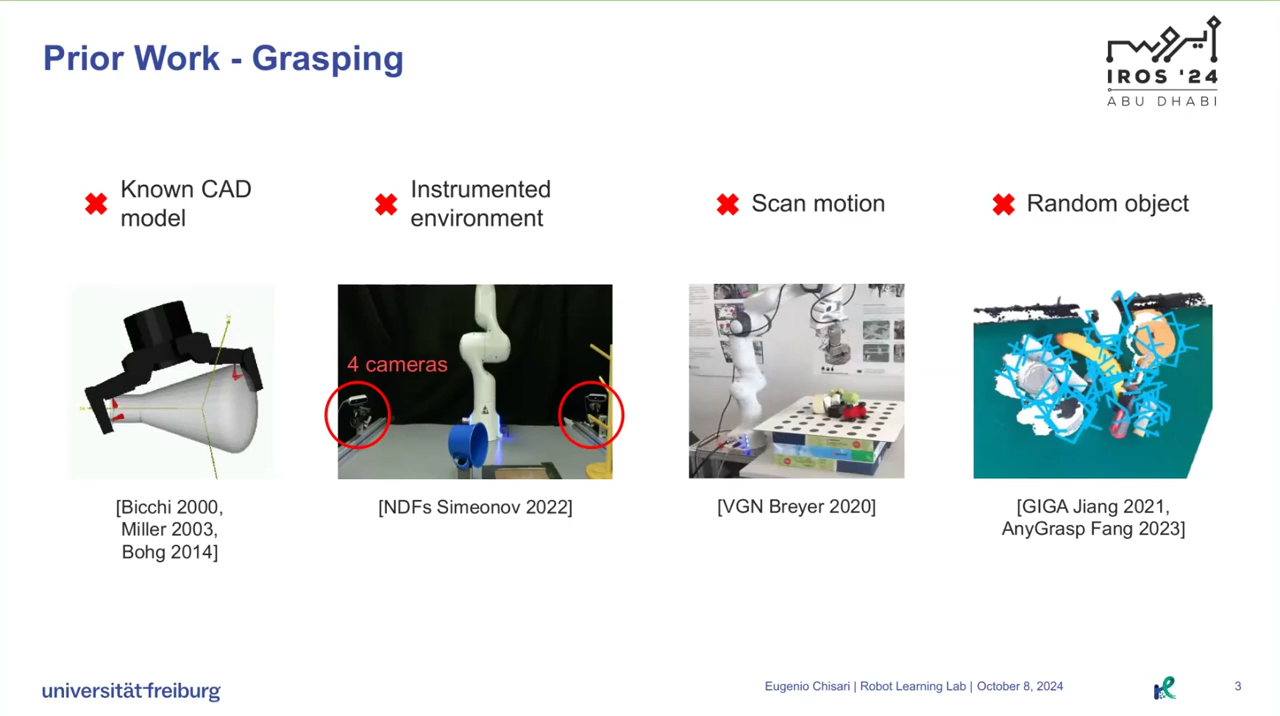 Prior Work - Grasping
أيروس
IROS '24
ABU DHABI
Known CAD
model
Instrumented
environment
Scan motion
Random object
4 cameras
[Bicchi 2000,
Miller 2003,
Bohg 2014]
[NDFs Simeonov 2022]
[VGN Breyer 2020]
[GIGA Jiang 2021,
AnyGrasp Fang 2023]
universität freiburg
Eugenio Chisari | Robot Learning Lab | October 8, 2024
3